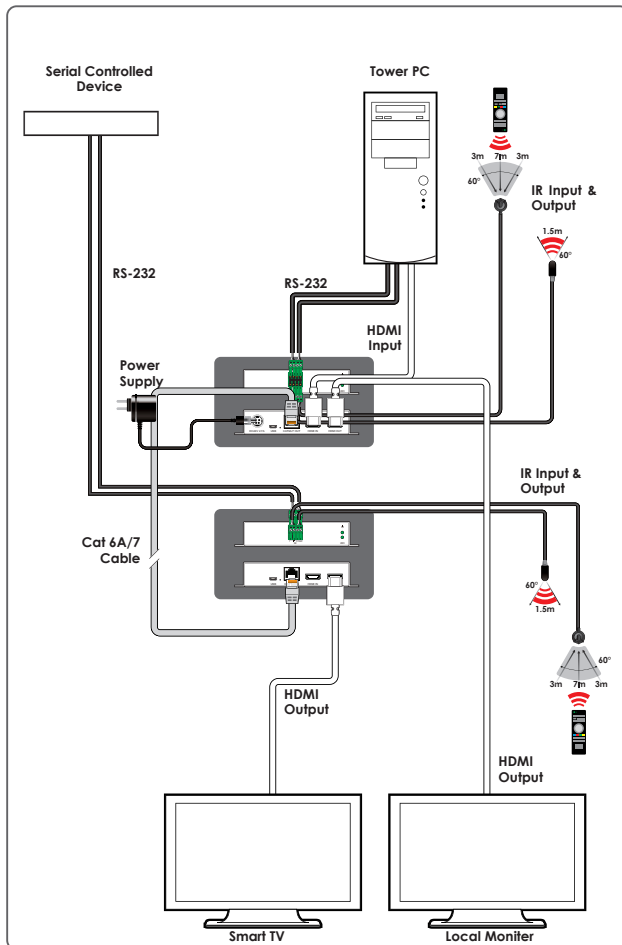 Serial Controlled
Device
Tower PC
3m 7m 3m
60°
IR Input &
Output
1.5m
60°
RS-232
RS-232
HDMI
Input
Power
Supply
IR Input &
Output
Cat 6A/7
Cable
60°
1.5m
60°
3m 7m 3m
HDMI
Output
HDMI
Output
Smart TV
Local Moniter